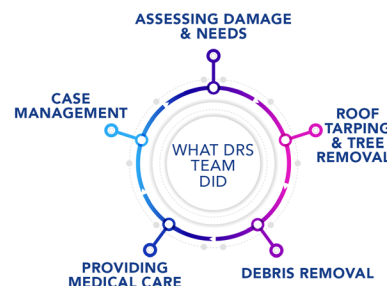 ASSESSING DAMAGE
& NEEDS
CASE
MANAGEMENT
ROOF
TARPING
& TREE
REMOVAL
WHAT DRS
TEAM
DID
PROVIDING
MEDICAL CARE
DEBRIS REMOVAL